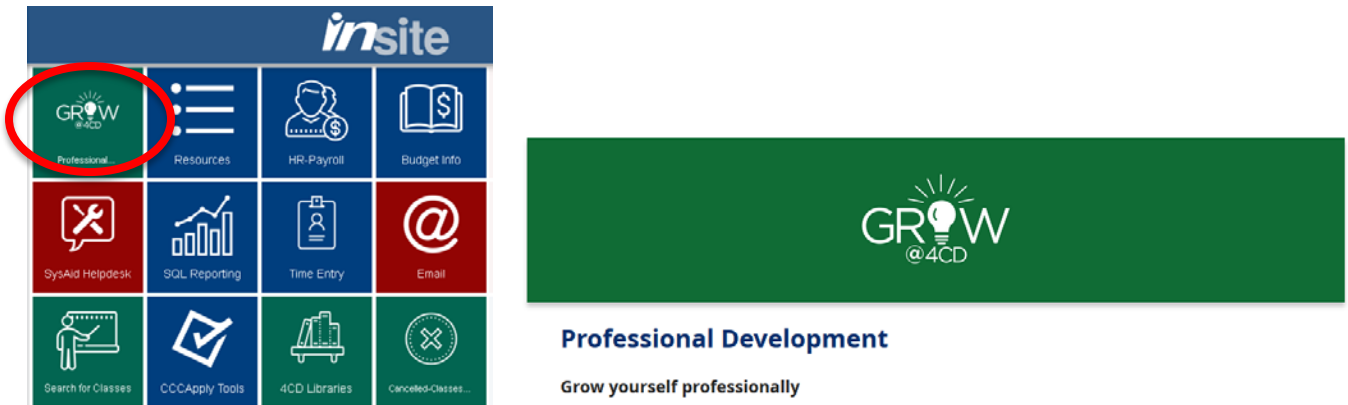 insite
GROW
@4CD
Professional...
Resources
HR-Payroll
Budget Info
SysAid Helpdesk
SQL Reporting
Time Entry
Email
Search for Classes
CCCApply Tools
4CD Libraries
Cancelled-Classes...
GROW
@4CD
Professional Development
Grow yourself professionally